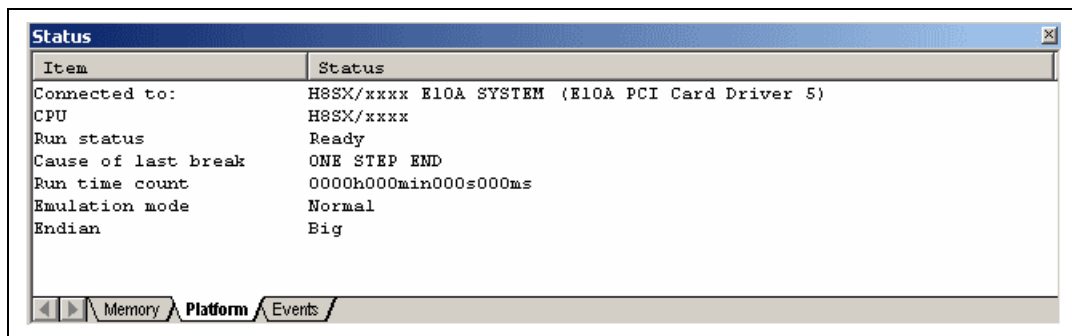 Status
Item Status
Connected to: H8SX/xxxx E10A SYSTEM (E10A PCI Card Driver 5)
CPU H8SX/xxxx
Run status Ready
Cause of last break ONE STEP END
Run time count 0000h000min000s000ms
Emulation mode Normal
Endian Big
Memory Platform Events